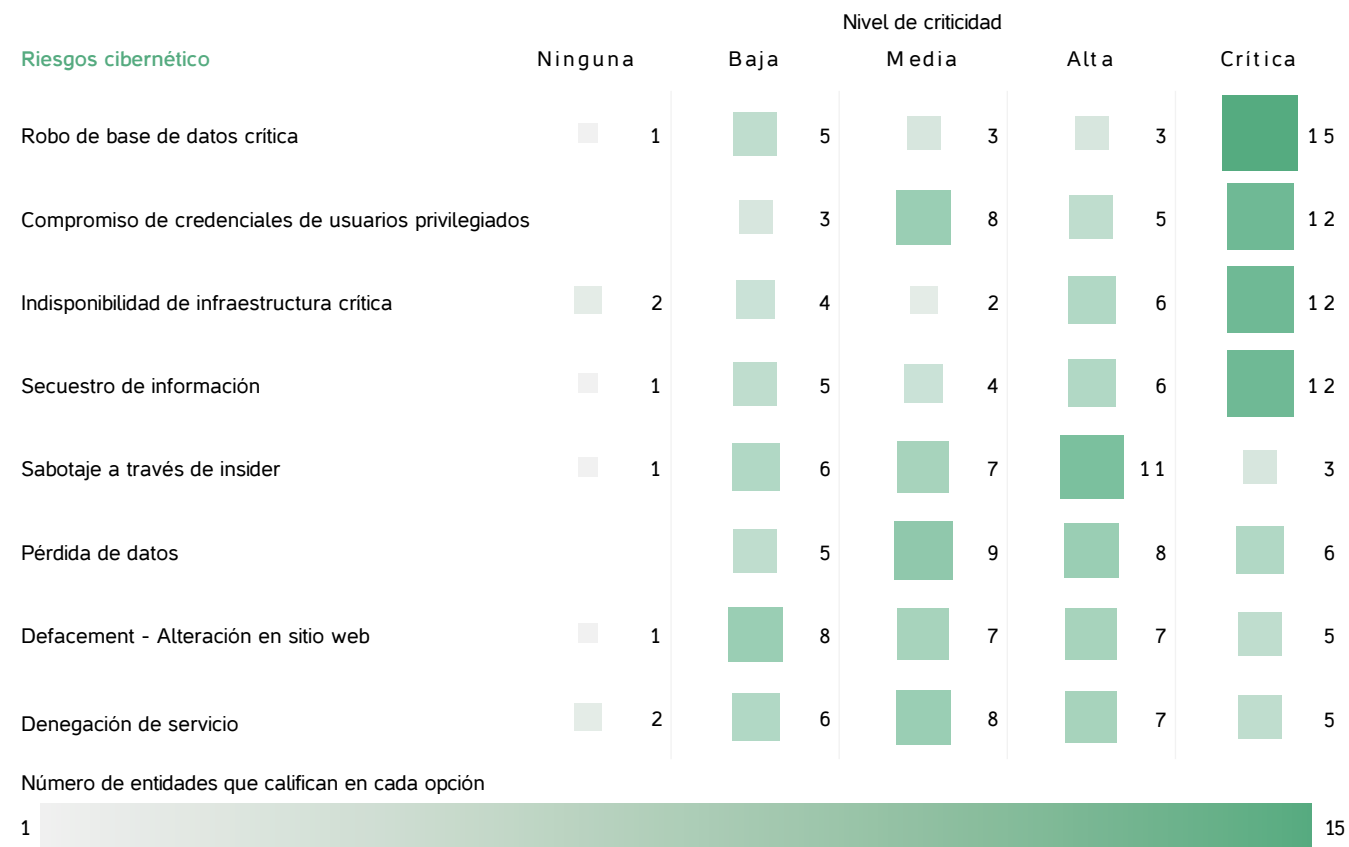 Nivel de criticidad
Riesgos cibernético Ninguna Baja Media Alta Crítica
Robo de base de datos crítica 1 5 3 3 15
Compromiso de credenciales de usuarios privilegiados 3 8 5 12
Indisponibilidad de infraestructura crítica 2 4 2 6 12
Secuestro de información 1 5 4 6 12
Sabotaje a través de insider 1 6 7 11 3
Pérdida de datos 5 9 8 6
Defacement - Alteración en sitio web 1 8 7 7 5
Denegación de servicio 2 6 8 7 5
Número de entidades que califican en cada opción
1 15